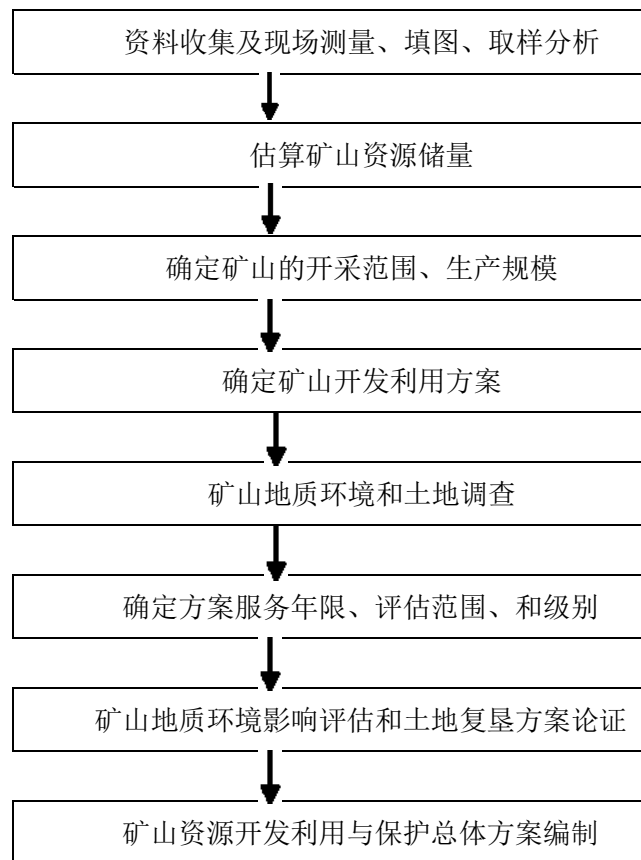 资料收集及现场测量、填图、取样分析
估算矿山资源储量
确定矿山的开采范围、生产规模
确定矿山开发利用方案
矿山地质环境和土地调查
确定方案服务年限、评估范围、和级别
矿山地质环境影响评估和土地复垦方案论证
矿山资源开发利用与保护总体方案编制